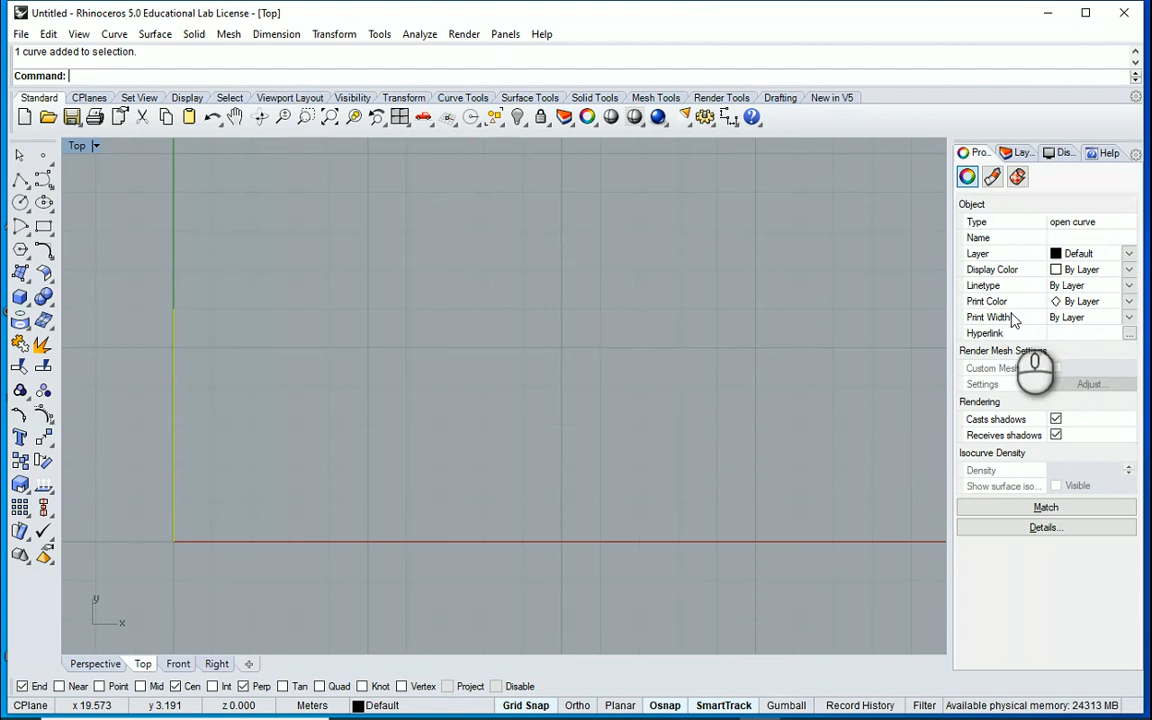 Untitled - Rhinoceros 5.0 Educational Lab License - [Top]
File Edit View Curve Surface Solid Mesh Dimension Transform Tools Analyze Render Panels Help
1 curve added to selection.
Command:
Standard CPlanes Set View Display Select Viewport Layout Visibility Transform Curve Tools Surface Tools Solid Tools Mesh Tools Render Tools Drafting New in V5
Top
Pro... Lay... Dis... Help
Object
Type open curve
Name
Layer Default
Display Color By Layer
Linetype By Layer
Print Color By Layer
Print Width By Layer
Hyperlink ...
Render Mesh Settings
Custom Mesh
Settings Adjust...
Rendering
Casts shadows
Receives shadows
Isocurve Density
Density
Show surface iso... Visible
Match
Details...
y
x
Perspective Top Front Right
End Near Point Mid Cen Int Perp Tan Quad Knot Vertex Project Disable
CPlane x 19.573 y 3.191 z 0.000 Meters Default Grid Snap Ortho Planar Osnap SmartTrack Gumball Record History Filter Available physical memory: 24313 MB